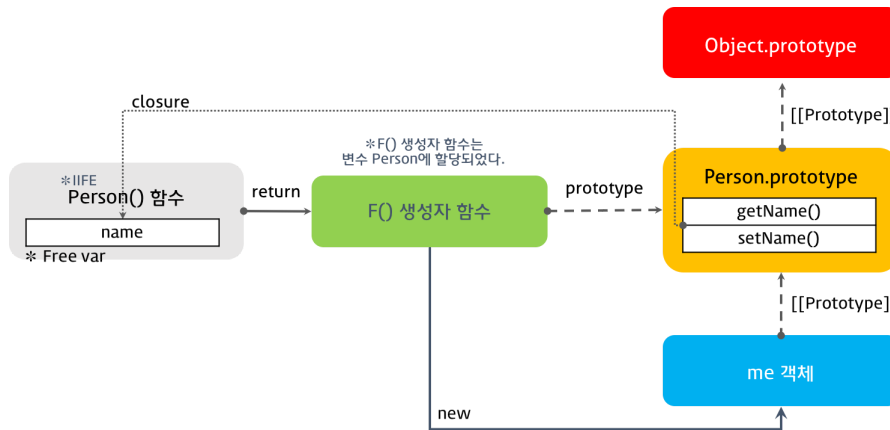 Object.prototype
closure
[[Prototype]
*F() 생성자 함수는
변수 Person에 할당되었다.
*IIFE
Person() 함수
return
F() 생성자 함수
prototype
Person.prototype
getName()
name
setName()
* Free var
[[Prototype]
me 객체
new